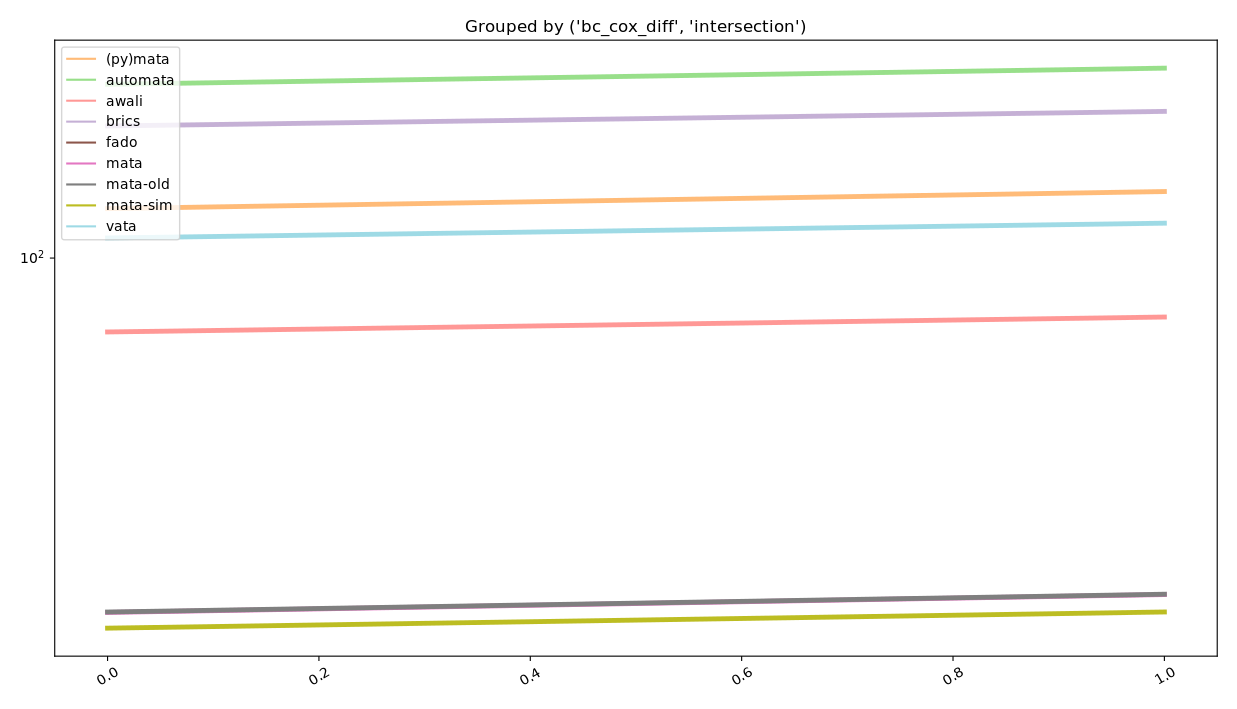 Grouped by ('bc_cox_diff', 'intersection')
(py)mata
automata
awali
brics
fado
mata
mata-old
mata-sim
vata
10²
0.0 0.2 0.4 0.6 0.8 1.0